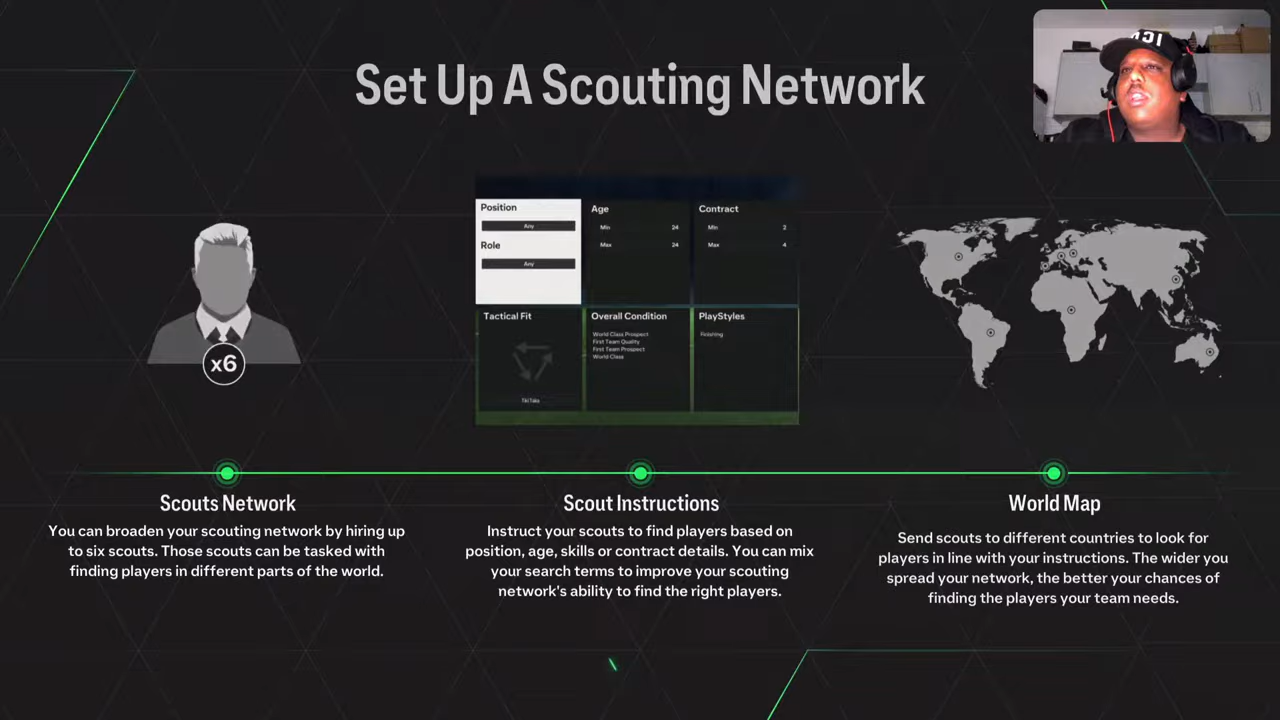 Set Up A Scouting Network
x6
Position
Any
Role
Any
Age
Min 24
Max 24
Contract
Min 2
Max 4
Tactical Fit
Tiki Taka
Overall Condition
World Class Prospect
First Team Quality
First Team Prospect
World Class
PlayStyles
Finishing
Scouts Network
You can broaden your scouting network by hiring up
to six scouts. Those scouts can be tasked with
finding players in different parts of the world.
Scout Instructions
Instruct your scouts to find players based on
position, age, skills or contract details. You can mix
your search terms to improve your scouting
network's ability to find the right players.
World Map
Send scouts to different countries to look for
players in line with your instructions. The wider you
spread your network, the better your chances of
finding the players your team needs.